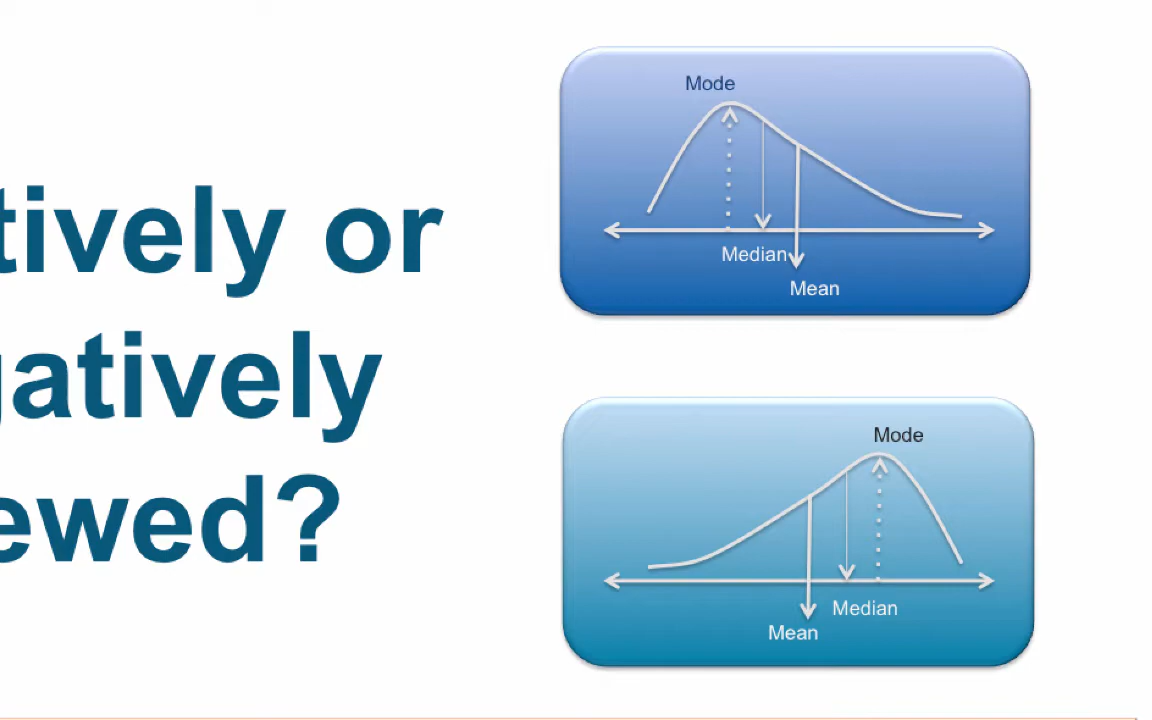 tively or
gatively
ewed?
Mode
Median
Mean
Mode
Median
Mean